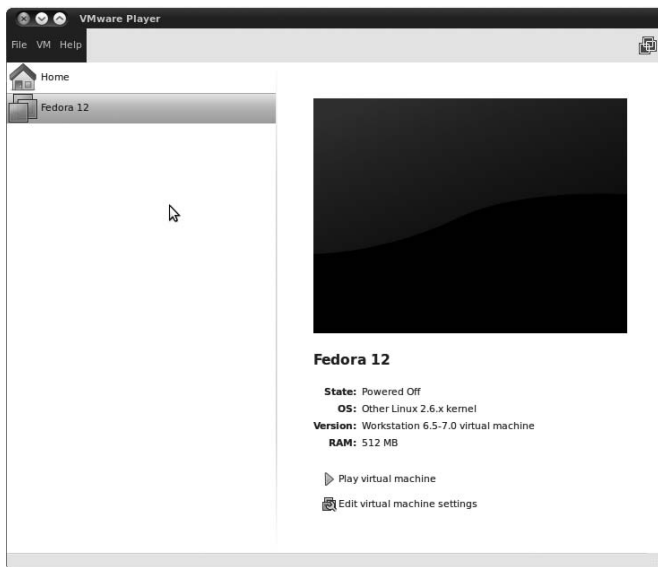 VMware Player
File VM Help
Home
Fedora 12
Fedora 12
State: Powered Off
OS: Other Linux 2.6.x kernel
Version: Workstation 6.5-7.0 virtual machine
RAM: 512 MB
Play virtual machine
Edit virtual machine settings